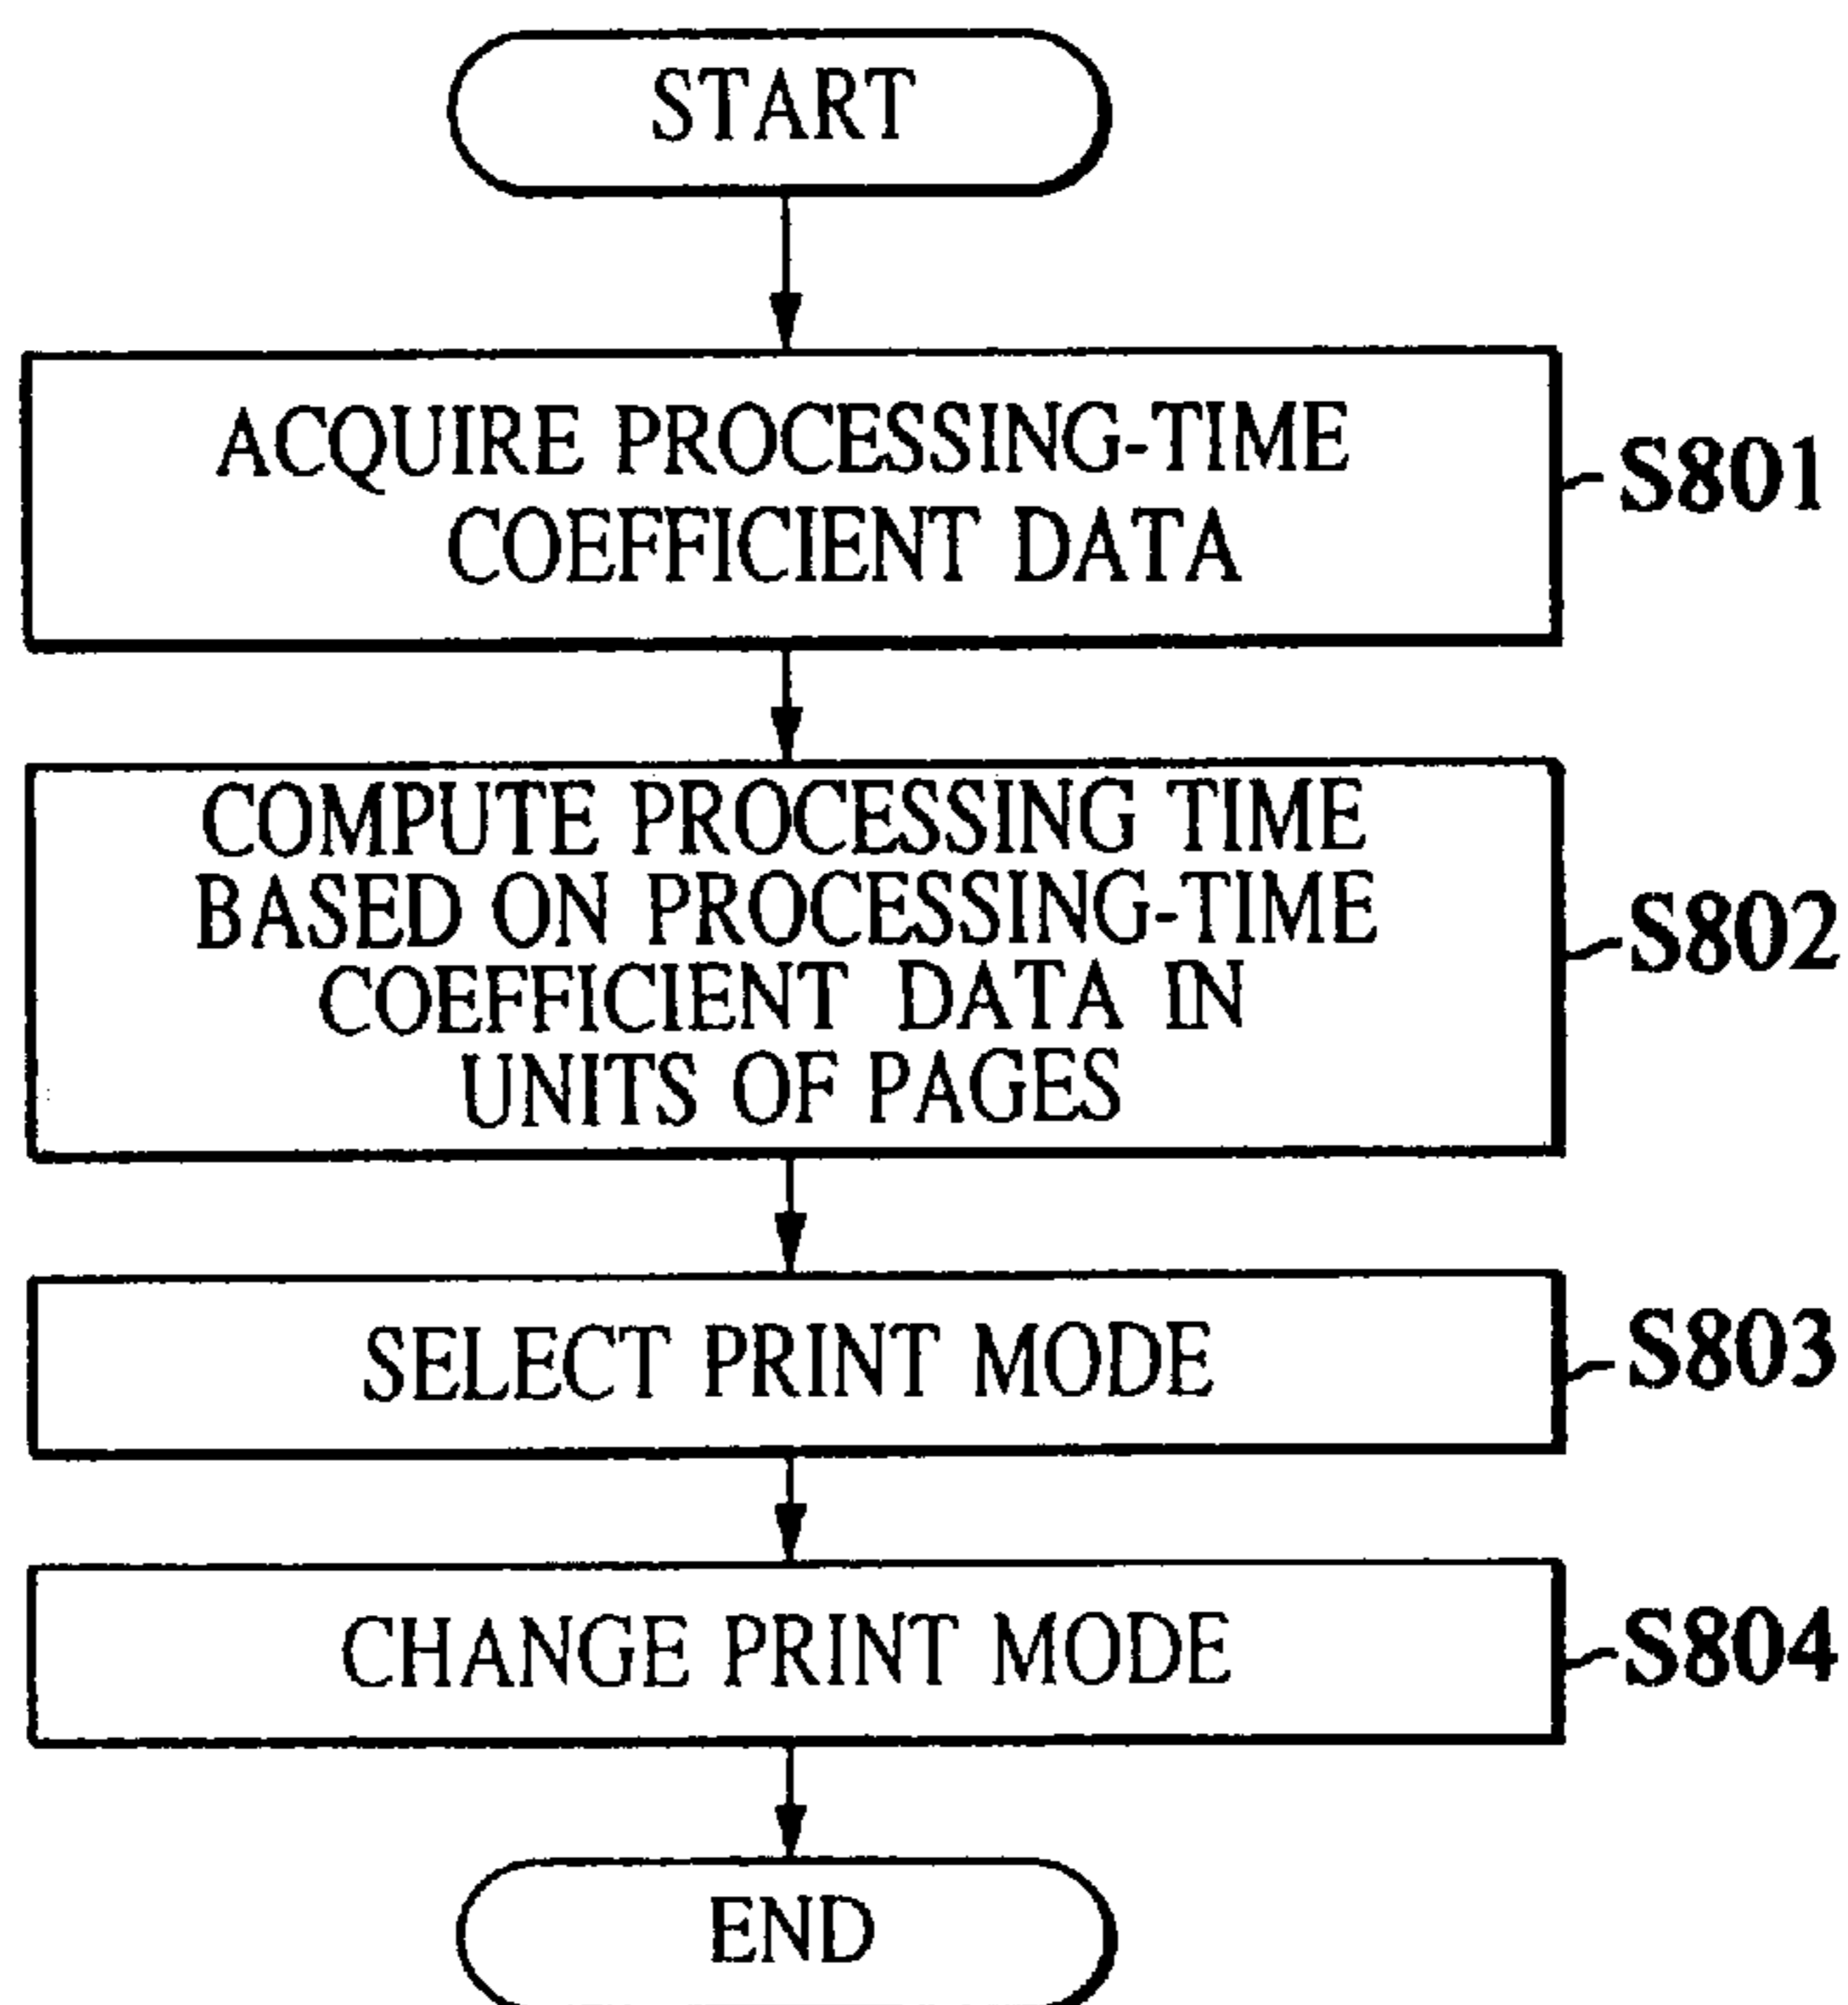 START
ACQUIRE PROCESSING-TIME
COEFFICIENT DATA
S801
COMPUTE PROCESSING TIME
BASED ON PROCESSING-TIME
COEFFICIENT DATA IN
UNITS OF PAGES
S802
SELECT PRINT MODE
S803
CHANGE PRINT MODE
S804
END